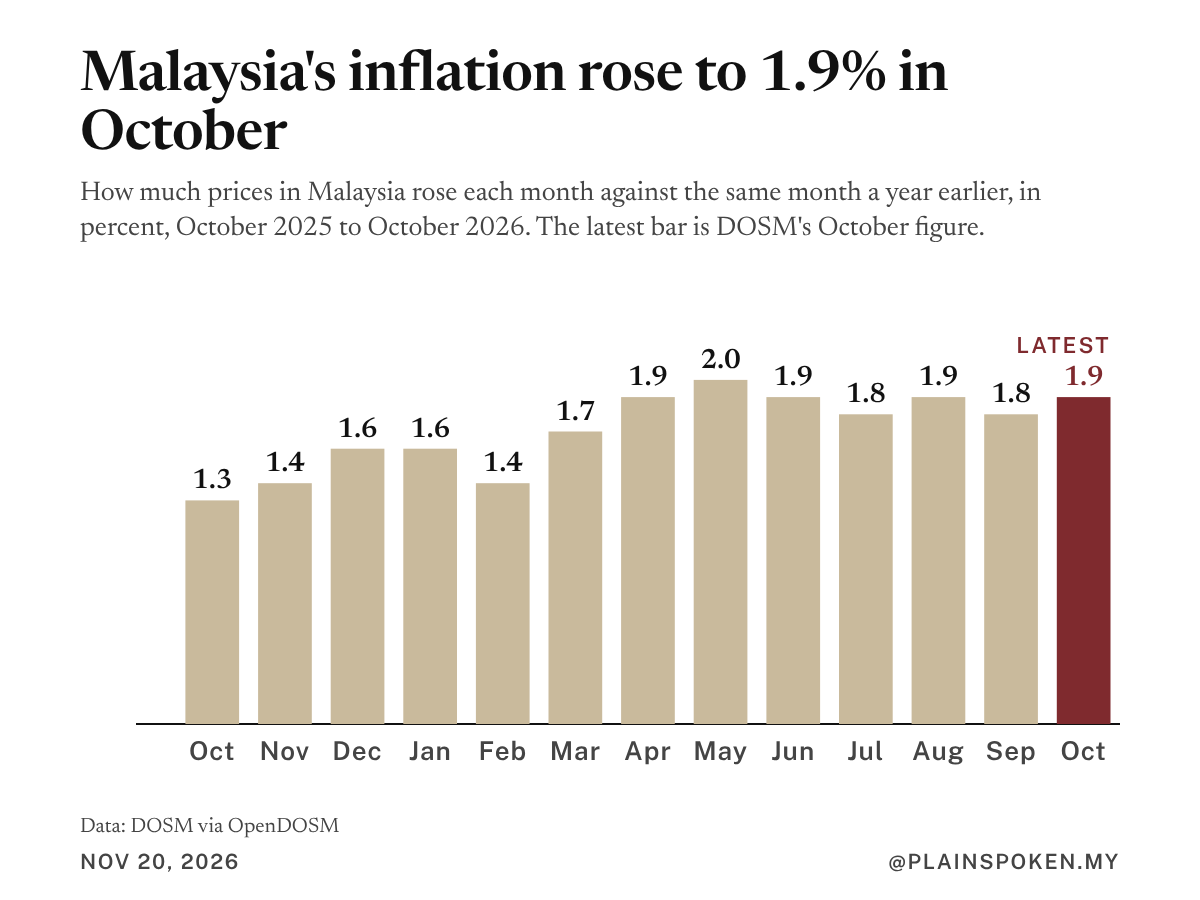 Malaysia's inflation rose to 1.9% in
October
How much prices in Malaysia rose each month against the same month a year earlier, in
percent, October 2025 to October 2026. The latest bar is DOSM's October figure.
LATEST
1.3 1.4 1.6 1.6 1.4 1.7 1.9 2.0 1.9 1.8 1.9 1.8 1.9
Oct Nov Dec Jan Feb Mar Apr May Jun Jul Aug Sep Oct
Data: DOSM via OpenDOSM
NOV 20, 2026
@PLAINSPOKEN.MY